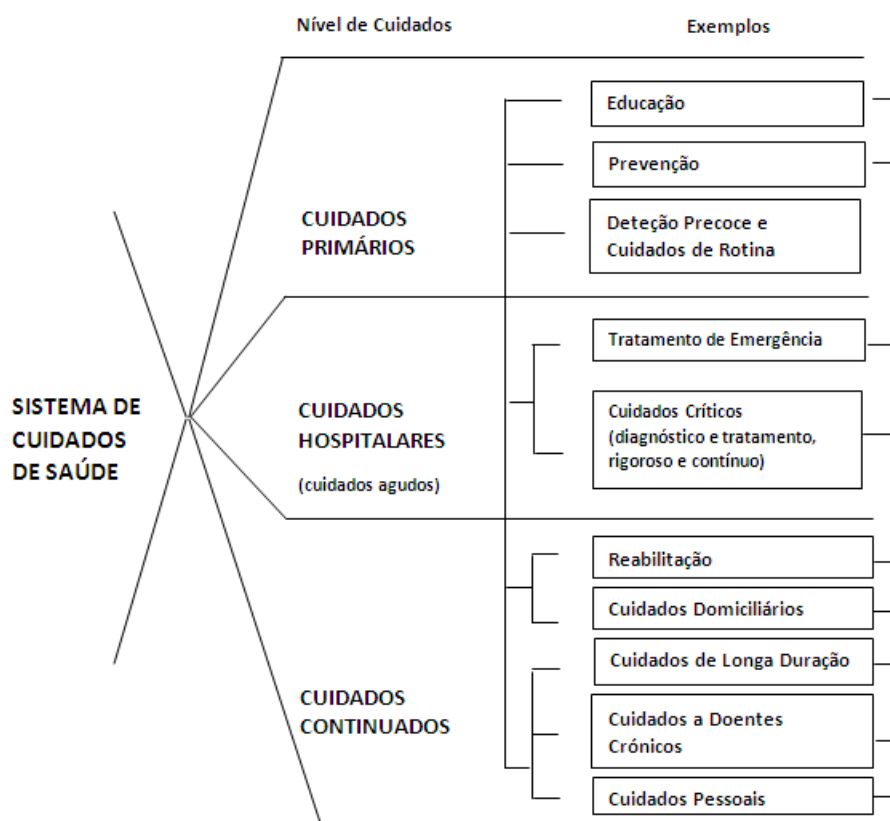 Nível de Cuidados
Exemplos
Educação
Prevenção
CUIDADOS
PRIMÁRIOS
Deteção Precoce e
Cuidados de Rotina
Tratamento de Emergência
SISTEMA DE
CUIDADOS
DE SAÚDE
CUIDADOS
HOSPITALARES
(cuidados agudos)
Cuidados Críticos
(diagnóstico e tratamento,
rigoroso e contínuo)
Reabilitação
Cuidados Domiciliários
Cuidados de Longa Duração
CUIDADOS
CONTINUADOS
Cuidados a Doentes
Crónicos
Cuidados Pessoais